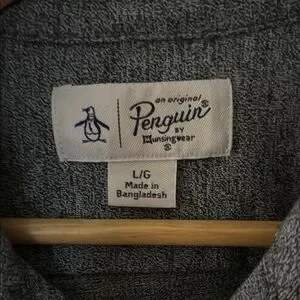 an original
Penguin®
BY
Munsingwear
®
L/G
Made in
Bangladesh